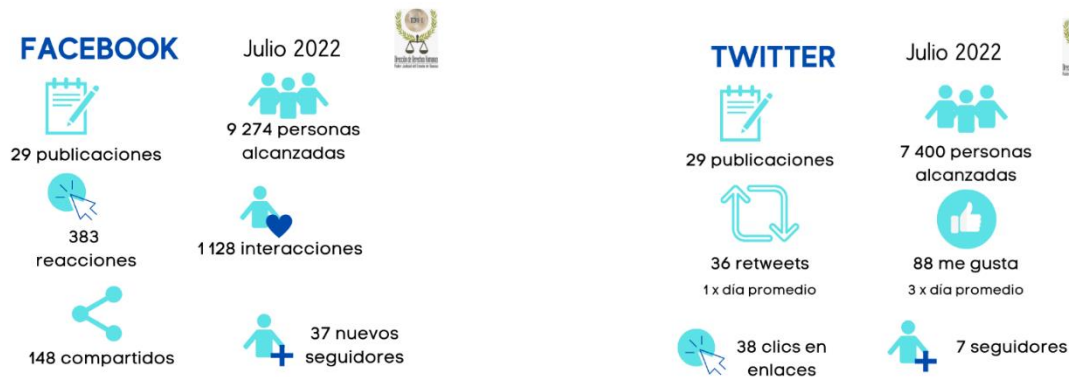 FACEBOOK
Julio 2022
29 publicaciones
9 274 personas
alcanzadas
383
reacciones
1 128 interacciones
148 compartidos
37 nuevos
seguidores
TWITTER
Julio 2022
29 publicaciones
7 400 personas
alcanzadas
36 retweets
1 x día promedio
88 me gusta
3 x día promedio
38 clics en
enlaces
7 seguidores